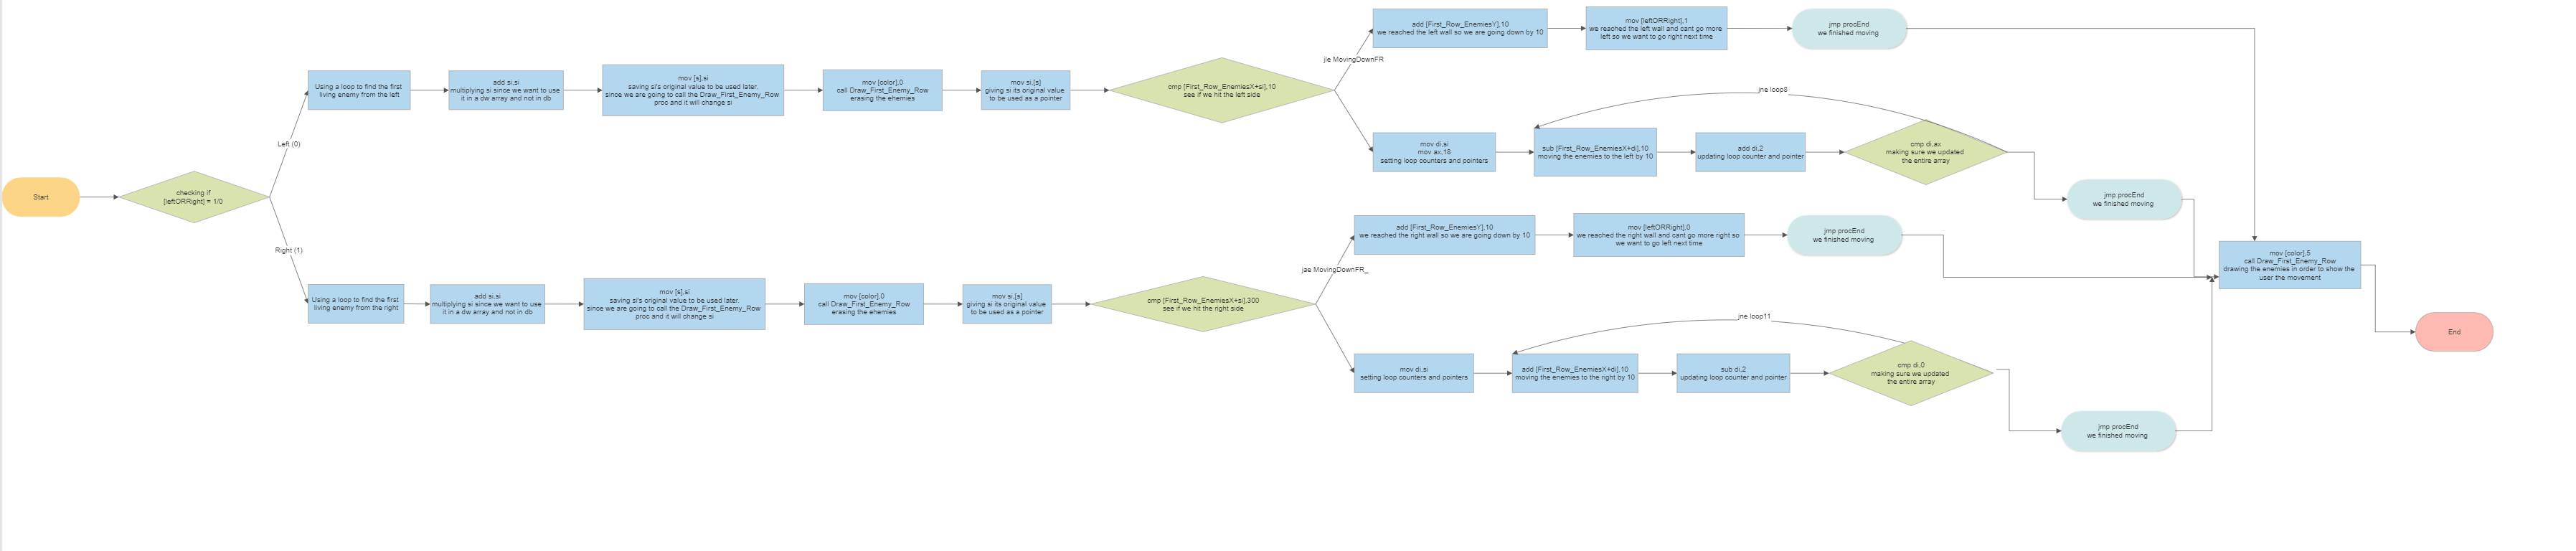 Start
checking if
[leftORRight] = 1/0
Left (0)
Using a loop to find the first
living enemy from the left
add si,si
multiplying si since we want to use
it in a dw array and not in db
mov [s],si
saving si's original value to be used later.
since we are going to call the Draw_First_Enemy_Row
proc and it will change si
mov [color],0
call Draw_First_Enemy_Row
erasing the ehemies
mov si,[s]
giving si its original value
to be used as a pointer
cmp [First_Row_EnemiesX+si],10
see if we hit the left side
jle MovingDownFR
add [First_Row_EnemiesY],10
we reached the left wall so we are going down by 10
mov [leftORRight],1
we reached the left wall and cant go more
left so we want to go right next time
jmp procEnd
we finished moving
mov di,si
mov ax,18
setting loop counters and pointers
sub [First_Row_EnemiesX+di],10
moving the enemies to the left by 10
add di,2
updating loop counter and pointer
jne loop8
cmp di,ax
making sure we updated
the entire array
jmp procEnd
we finished moving
Right (1)
Using a loop to find the first
living enemy from the right
add si,si
multiplying si since we want to use
it in a dw array and not in db
mov [s],si
saving si's original value to be used later.
since we are going to call the Draw_First_Enemy_Row
proc and it will change si
mov [color],0
call Draw_First_Enemy_Row
erasing the ehemies
mov si,[s]
giving si its original value
to be used as a pointer
cmp [First_Row_EnemiesX+si],300
see if we hit the right side
jae MovingDownFR_
add [First_Row_EnemiesY],10
we reached the right wall so we are going down by 10
mov [leftORRight],0
we reached the right wall and cant go more right so
we want to go left next time
jmp procEnd
we finished moving
mov di,si
setting loop counters and pointers
add [First_Row_EnemiesX+di],10
moving the enemies to the right by 10
sub di,2
updating loop counter and pointer
jne loop11
cmp di,0
making sure we updated
the entire array
jmp procEnd
we finished moving
mov [color],5
call Draw_First_Enemy_Row
drawing the enemies in order to show the
user the movement
End